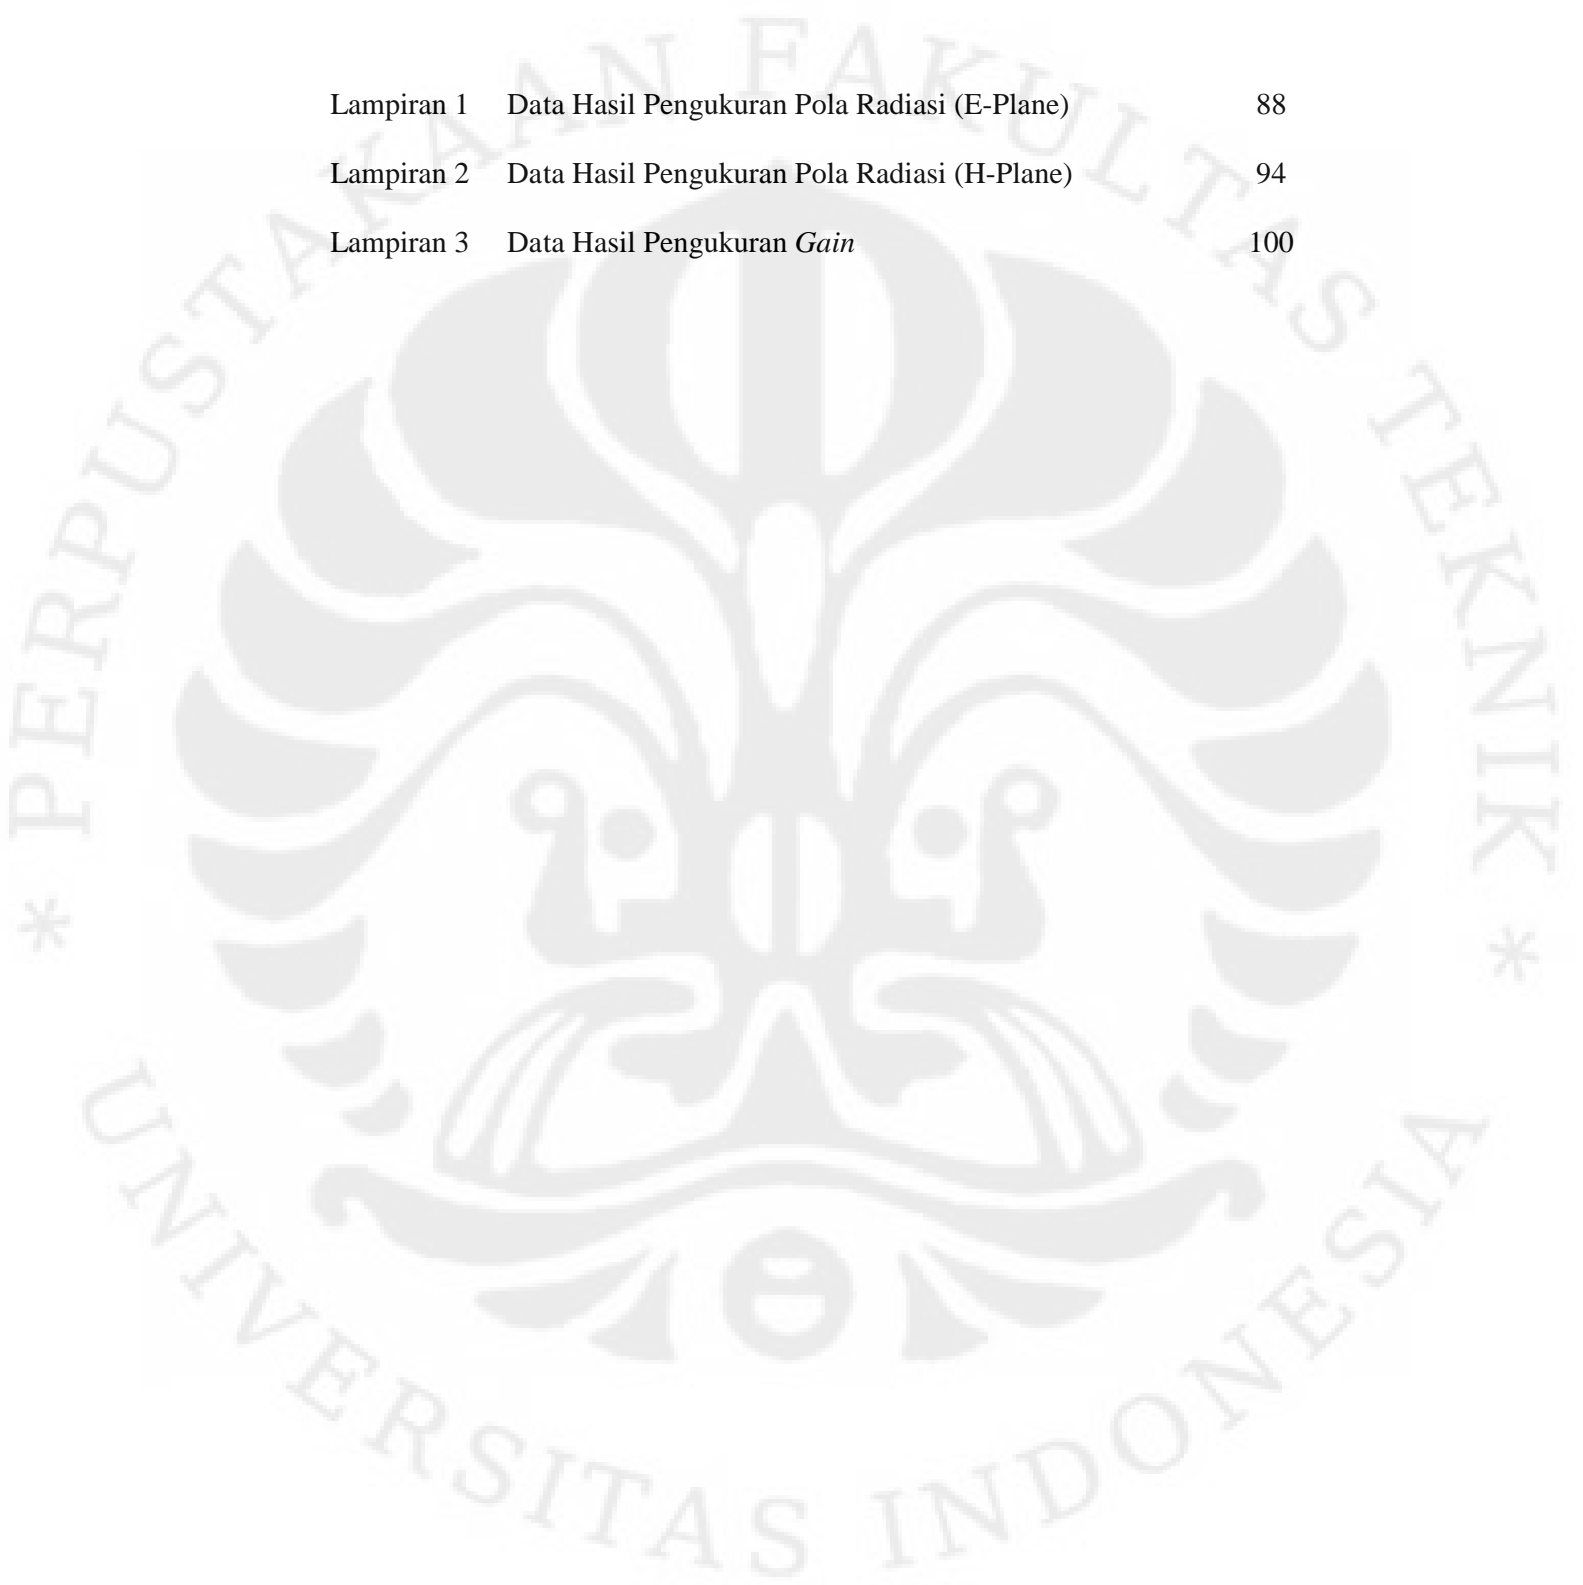 Lampiran 1 Data Hasil Pengukuran Pola Radiasi (E-Plane) 88
Lampiran 2 Data Hasil Pengukuran Pola Radiasi (H-Plane) 94
Lampiran 3 Data Hasil Pengukuran Gain 100
* PERPUSTAKAAN FAKULTAS TEKNIK *
UNIVERSITAS INDONESIA